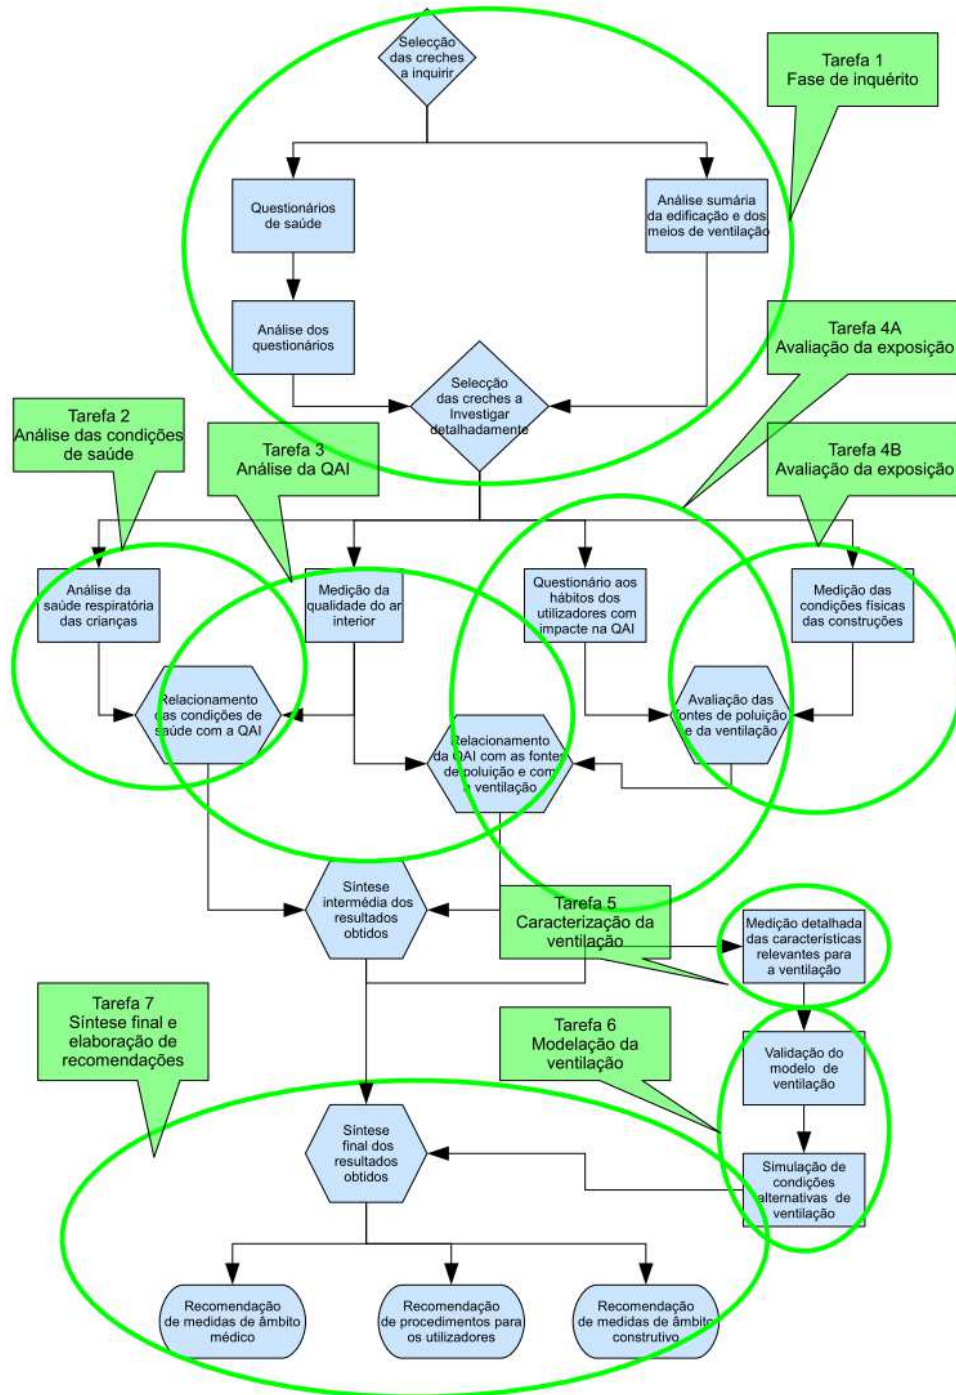 Selecção
das creches
a inquirir
Tarefa 1
Fase de inquérito
Questionários
de saúde
Análise sumária
da edificação e dos
meios de ventilação
Análise dos
questionários
Tarefa 4A
Avaliação da exposição
Selecção
das creches a
Investigar
detalhadamente
Tarefa 2
Análise das condições
de saúde
Tarefa 3
Análise da QAI
Tarefa 4B
Avaliação da exposição
Análise da
saúde respiratória
das crianças
Medição da
qualidade do ar
interior
Questionário aos
hábitos dos
utilizadores com
impacte na QAI
Medição das
condições físicas
das construções
Relacionamento
das condições de
saúde com a QAI
Avaliação das
fontes de poluição
e da ventilação
Relacionamento
da QAI com as fontes
de poluição e com
a ventilação
Síntese
intermédia dos
resultados
obtidos
Tarefa 5
Caracterização da
ventilação
Medição detalhada
das características
relevantes para
a ventilação
Tarefa 7
Síntese final e
elaboração de
recomendações
Tarefa 6
Modelação da
ventilação
Validação do
modelo de
ventilação
Síntese
final dos
resultados
obtidos
Simulação de
condições
alternativas de
ventilação
Recomendação
de medidas de âmbito
médico
Recomendação
de procedimentos para
os utilizadores
Recomendação
de medidas de âmbito
construtivo